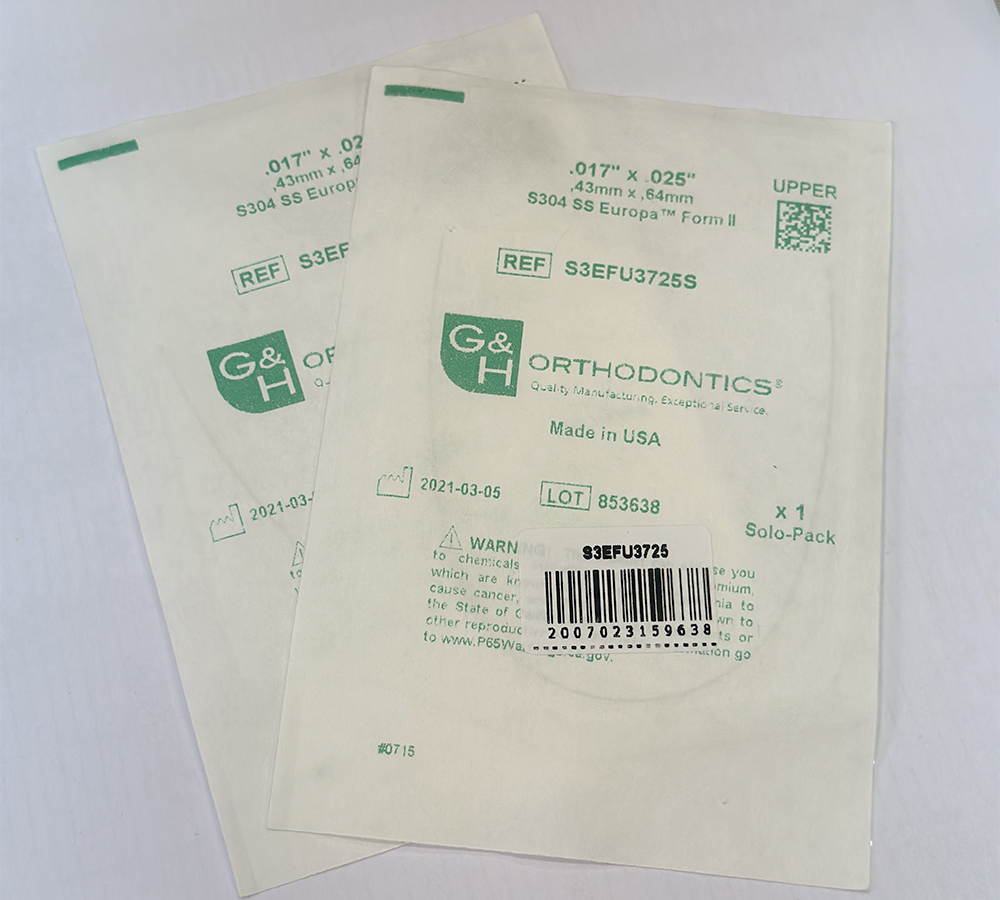 .017" x .02
,43mm x ,64
S304 SS Europ
REF S3EF
G&H
OR
Q
2021-03-
.017" x .025"
,43mm x ,64mm
S304 SS Europa™ Form II
UPPER
REF S3EFU3725S
G&H ORTHODONTICS®
Quality Manufacturing. Exceptional Service.
Made in USA
2021-03-05 LOT 853638
x 1
Solo-Pack
WARN
to chemicals se you
which are kn mium,
cause cancer, nia to
the State of C wn to
other reproduc ts or
to www.P65Wa .ca.gov. go
S3EFU3725
2007023159638
#0715